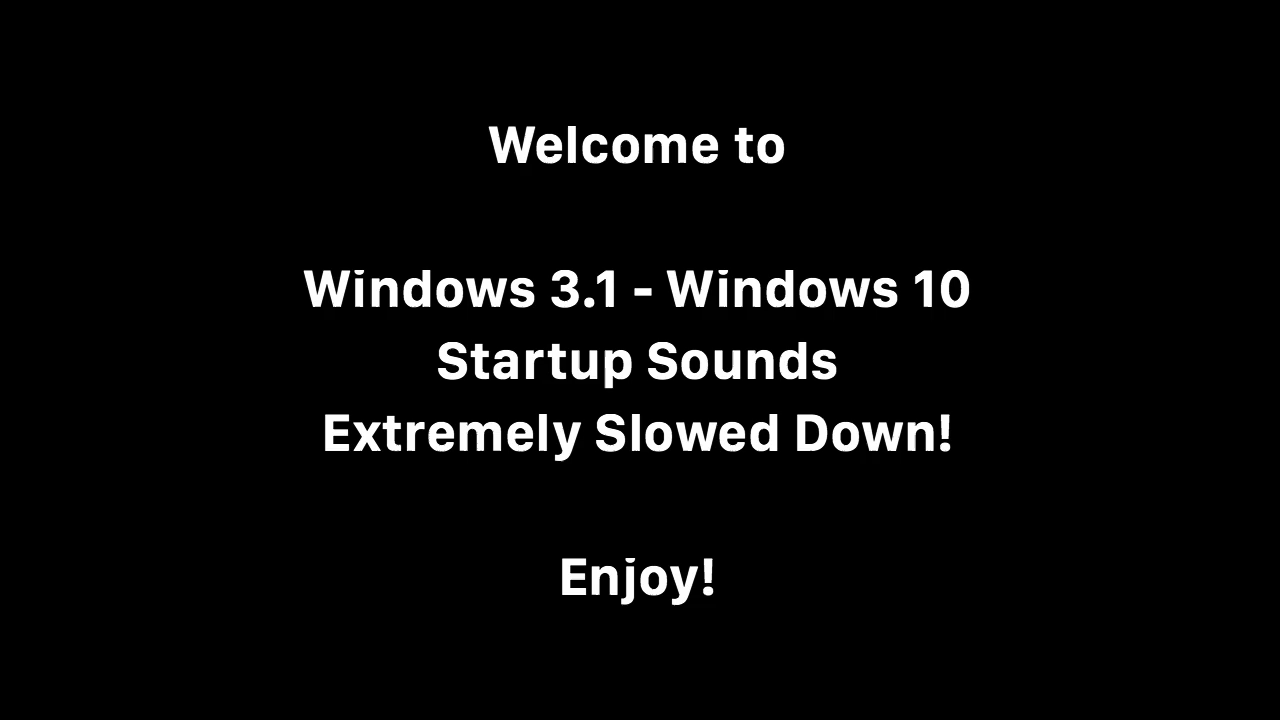 Welcome to
Windows 3.1 - Windows 10
Startup Sounds
Extremely Slowed Down!
Enjoy!